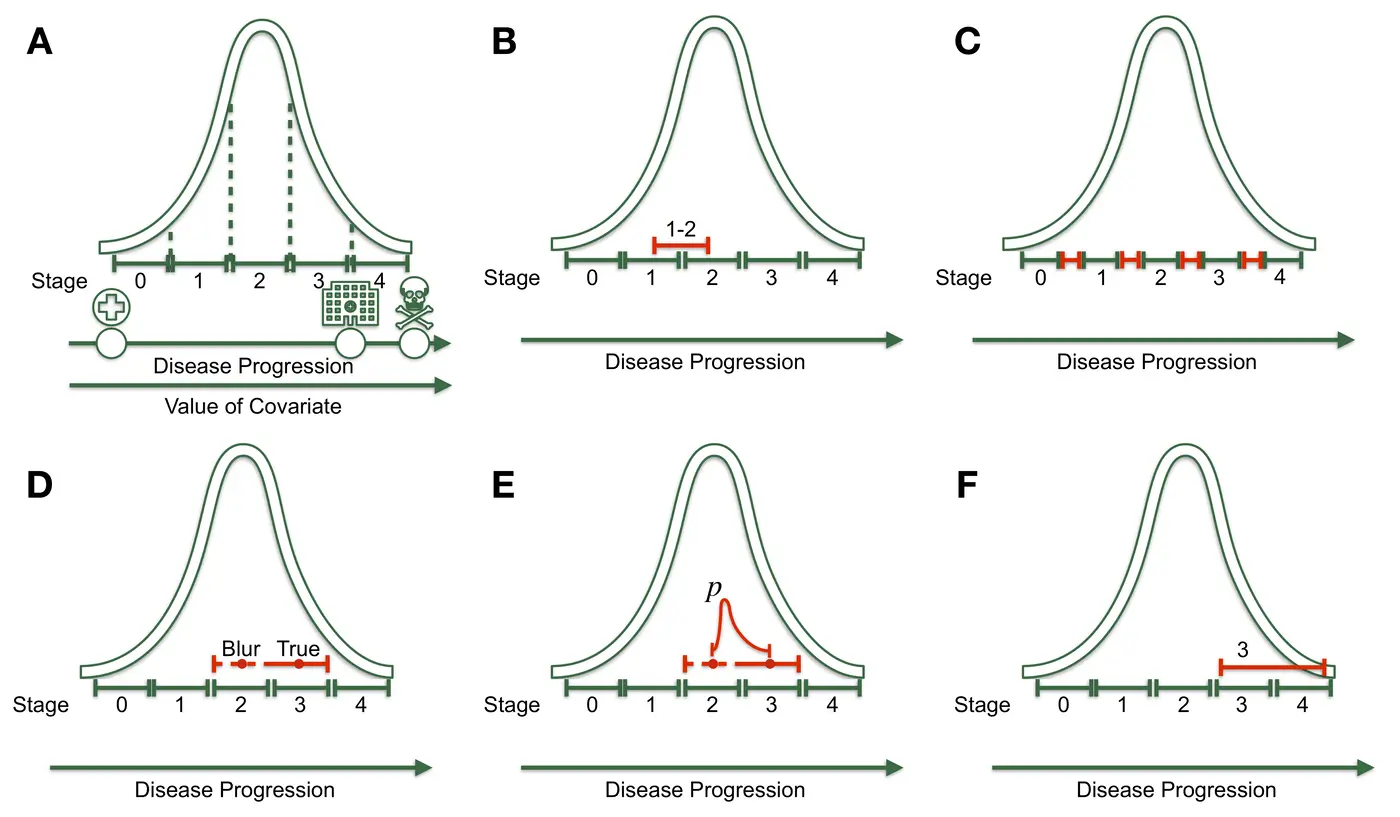 A
Stage 0 1 2 3 4
Disease Progression
Value of Covariate
B
1-2
Stage 0 1 2 3 4
Disease Progression
C
0 1 2 3 4
Disease Progression
D
Blur True
Stage 0 1 2 3 4
Disease Progression
E
p
Stage 0 1 2 3 4
Disease Progression
F
3
Stage 0 1 2 3 4
Disease Progression